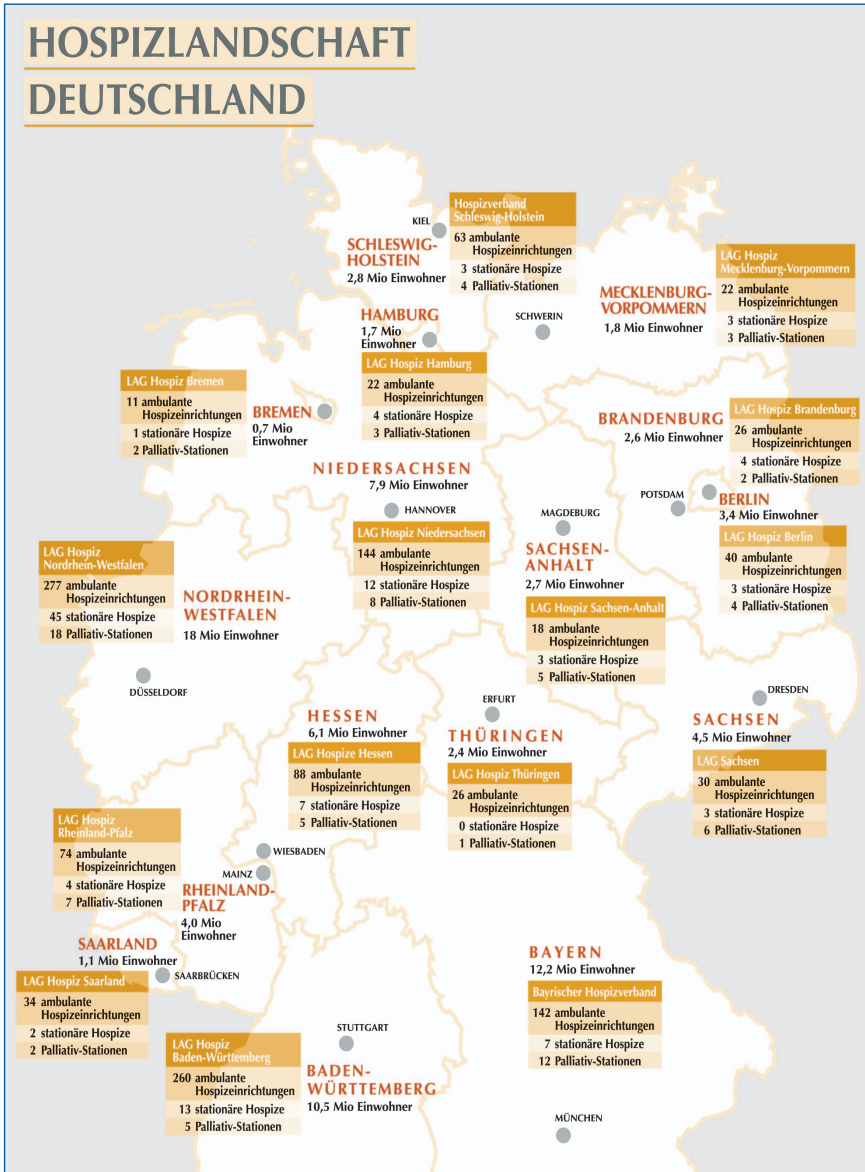 HOSPIZLANDSCHAFT
DEUTSCHLAND
KIEL
SCHLESWIG-
HOLSTEIN
2,8 Mio Einwohner
Hospizverband
Schleswig-Holstein
63 ambulante
Hospizeinrichtungen
3 stationäre Hospize
4 Palliativ-Stationen
MECKLENBURG-
VORPOMMERN
1,8 Mio Einwohner
SCHWERIN
LAG Hospiz
Mecklenburg-Vorpommern
22 ambulante
Hospizeinrichtungen
3 stationäre Hospize
3 Palliativ-Stationen
HAMBURG
1,7 Mio
Einwohner
LAG Hospiz Hamburg
22 ambulante
Hospizeinrichtungen
4 stationäre Hospize
3 Palliativ-Stationen
LAG Hospiz Bremen
11 ambulante
Hospizeinrichtungen
1 stationäre Hospize
2 Palliativ-Stationen
BREMEN
0,7 Mio
Einwohner
BRANDENBURG
2,6 Mio Einwohner
LAG Hospiz Brandenburg
26 ambulante
Hospizeinrichtungen
4 stationäre Hospize
2 Palliativ-Stationen
NIEDERSACHSEN
7,9 Mio Einwohner
HANNOVER
LAG Hospiz Niedersachsen
144 ambulante
Hospizeinrichtungen
12 stationäre Hospize
8 Palliativ-Stationen
POTSDAM
BERLIN
3,4 Mio Einwohner
LAG Hospiz Berlin
40 ambulante
Hospizeinrichtungen
3 stationäre Hospize
4 Palliativ-Stationen
MAGDEBURG
SACHSEN-
ANHALT
2,7 Mio Einwohner
LAG Hospiz Sachsen-Anhalt
18 ambulante
Hospizeinrichtungen
3 stationäre Hospize
5 Palliativ-Stationen
LAG Hospiz
Nordrhein-Westfalen
277 ambulante
Hospizeinrichtungen
45 stationäre Hospize
18 Palliativ-Stationen
NORDRHEIN-
WESTFALEN
18 Mio Einwohner
DÜSSELDORF
HESSEN
6,1 Mio Einwohner
LAG Hospize Hessen
88 ambulante
Hospizeinrichtungen
7 stationäre Hospize
5 Palliativ-Stationen
WIESBADEN
ERFURT
THÜRINGEN
2,4 Mio Einwohner
LAG Hospiz Thüringen
26 ambulante
Hospizeinrichtungen
0 stationäre Hospize
1 Palliativ-Stationen
DRESDEN
SACHSEN
4,5 Mio Einwohner
LAG Sachsen
30 ambulante
Hospizeinrichtungen
3 stationäre Hospize
6 Palliativ-Stationen
LAG Hospiz
Rheinland-Pfalz
74 ambulante
Hospizeinrichtungen
4 stationäre Hospize
7 Palliativ-Stationen
MAINZ
RHEINLAND-
PFALZ
4,0 Mio
Einwohner
SAARLAND
1,1 Mio Einwohner
SAARBRÜCKEN
LAG Hospiz Saarland
34 ambulante
Hospizeinrichtungen
2 stationäre Hospize
2 Palliativ-Stationen
BAYERN
12,2 Mio Einwohner
Bayrischer Hospizverband
142 ambulante
Hospizeinrichtungen
7 stationäre Hospize
12 Palliativ-Stationen
MÜNCHEN
STUTTGART
BADEN-
WÜRTTEMBERG
10,5 Mio Einwohner
LAG Hospiz
Baden-Württemberg
260 ambulante
Hospizeinrichtungen
13 stationäre Hospize
5 Palliativ-Stationen